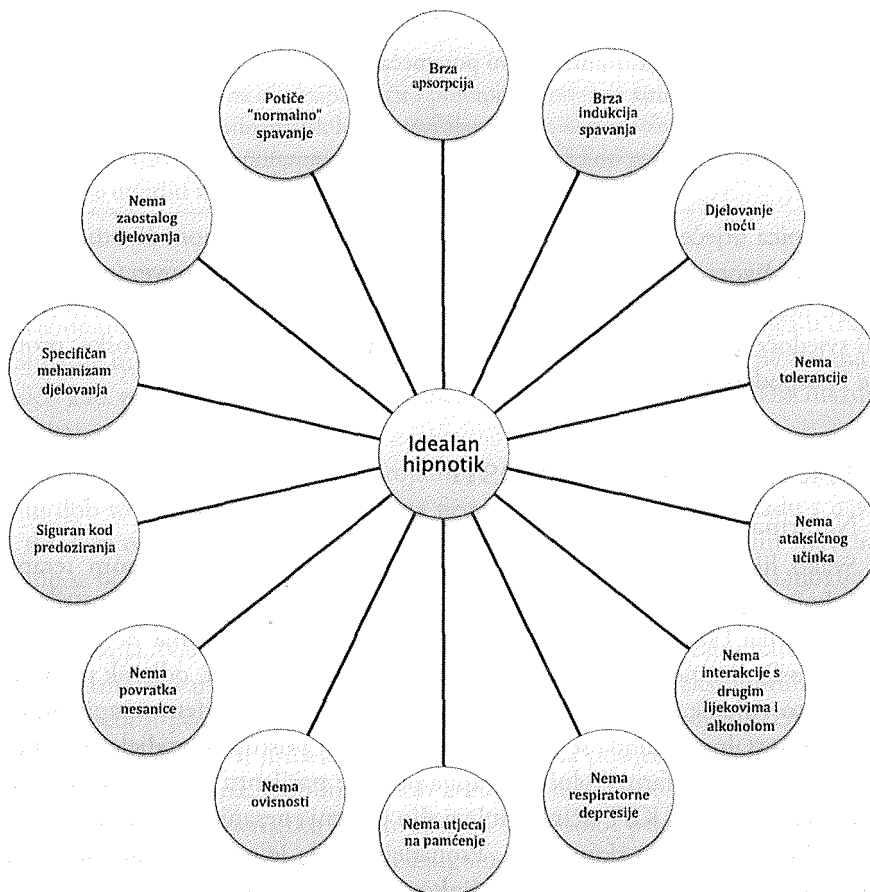 Brza
apsorpcija
Brza
indukcija
spavanja
Djelovanje
noću
Nema
tolerancije
Nema
ataksičnog
učinka
Nema
interakcije s
drugim
lijekovima i
alkoholom
Nema
respiratorne
depresije
Nema utjecaj
na pamćenje
Nema
ovisnosti
Nema
povratka
nesanice
Siguran kod
predoziranja
Specifičan
mehanizam
djelovanja
Nema
zaostalog
djelovanja
Potiče
"normalno"
spavanje
Idealan
hipnotik